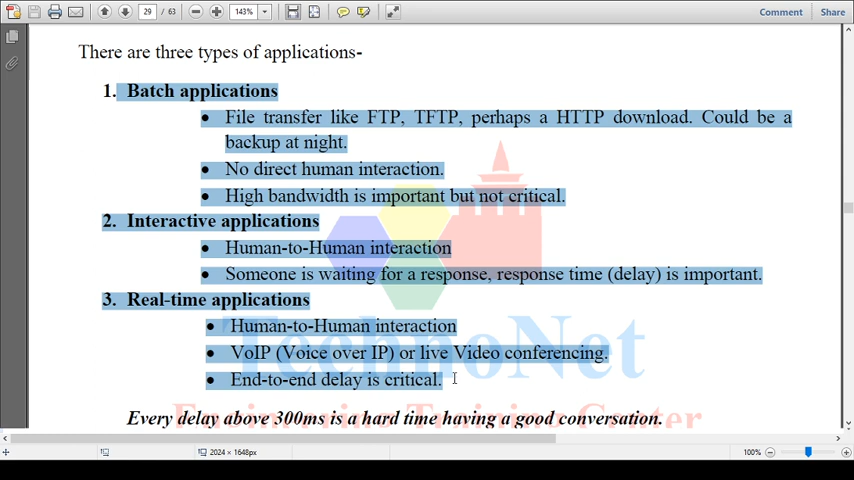 29 / 63
143%
Comment
Share
There are three types of applications-
1. Batch applications
• File transfer like FTP, TFTP, perhaps a HTTP download. Could be a
backup at night.
• No direct human interaction.
• High bandwidth is important but not critical.
2. Interactive applications
• Human-to-Human interaction
• Someone is waiting for a response, response time (delay) is important.
3. Real-time applications
• Human-to-Human interaction
• VoIP (Voice over IP) or live Video conferencing.
• End-to-end delay is critical.
TechnoNet
Engineering Training Center
Every delay above 300ms is a hard time having a good conversation.
2024 × 1648px
100%